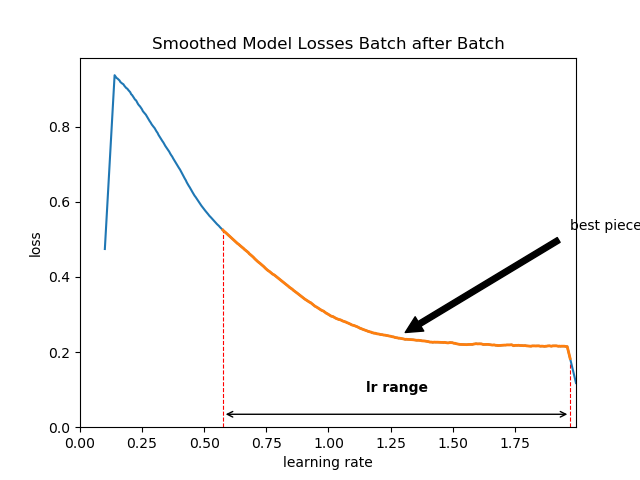 Smoothed Model Losses Batch after Batch
0.8
0.6
0.4
0.2
0.0
loss
best piece
lr range
0.00 0.25 0.50 0.75 1.00 1.25 1.50 1.75
learning rate